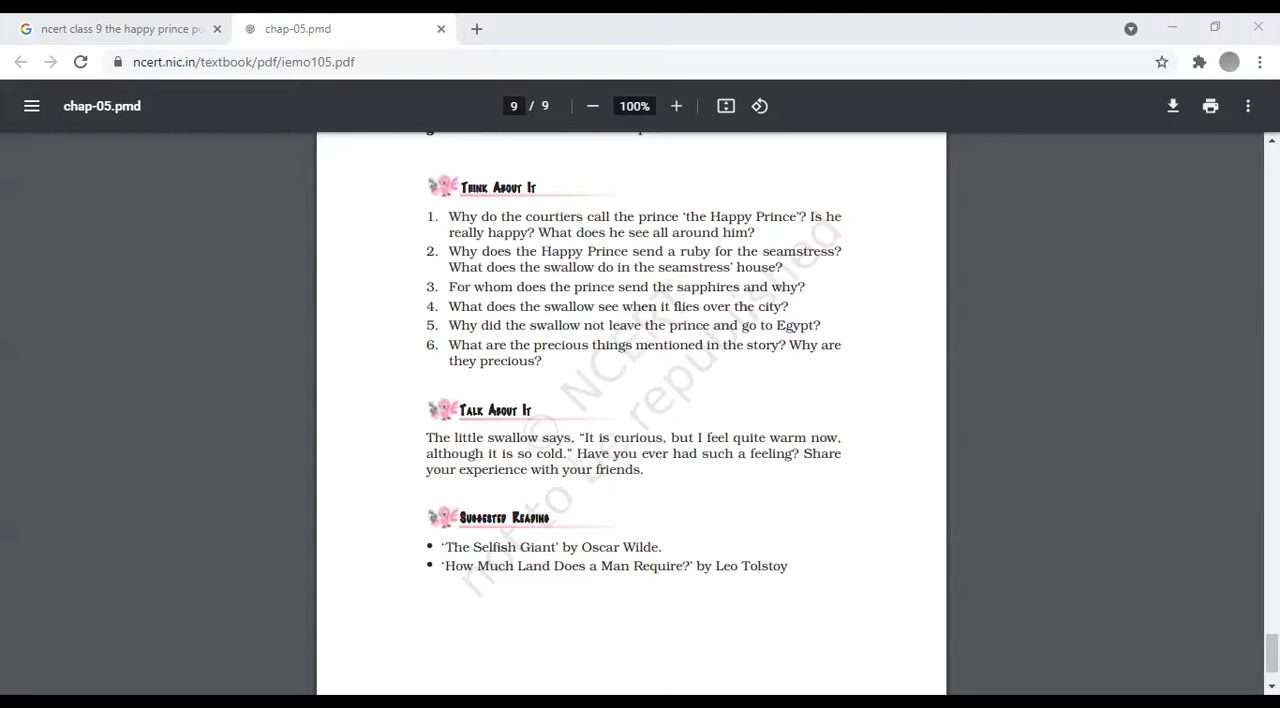 ncert class 9 the happy prince po
chap-05.pmd
ncert.nic.in/textbook/pdf/iemo105.pdf
chap-05.pmd
9 / 9
100%
THINK ABOUT IT
1. Why do the courtiers call the prince ‘the Happy Prince’? Is he
really happy? What does he see all around him?
2. Why does the Happy Prince send a ruby for the seamstress?
What does the swallow do in the seamstress’ house?
3. For whom does the prince send the sapphires and why?
4. What does the swallow see when it flies over the city?
5. Why did the swallow not leave the prince and go to Egypt?
6. What are the precious things mentioned in the story? Why are
they precious?
TALK ABOUT IT
The little swallow says, “It is curious, but I feel quite warm now,
although it is so cold.” Have you ever had such a feeling? Share
your experience with your friends.
SUGGESTED READING
• ‘The Selfish Giant’ by Oscar Wilde.
• ‘How Much Land Does a Man Require?’ by Leo Tolstoy
© NCERT
not to be republished